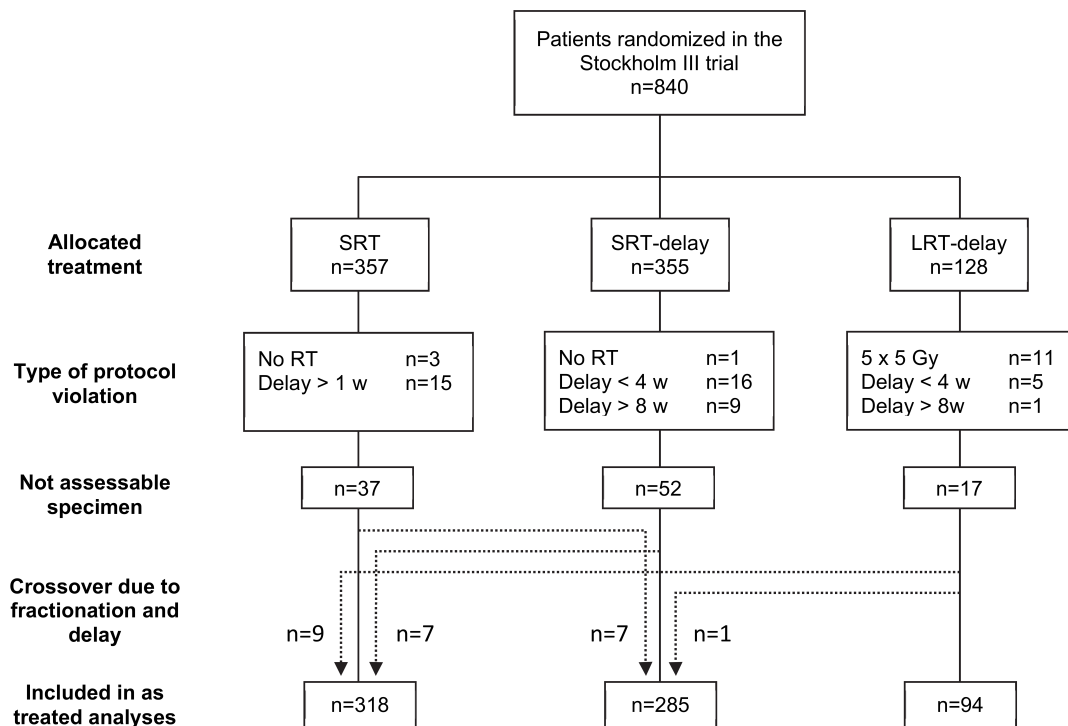 Patients randomized in the
Stockholm III trial
n=840
Allocated
treatment
SRT
n=357
SRT-delay
n=355
LRT-delay
n=128
Type of protocol
violation
No RT n=3
Delay > 1 w n=15
No RT n=1
Delay < 4 w n=16
Delay > 8 w n=9
5 x 5 Gy n=11
Delay < 4 w n=5
Delay > 8w n=1
Not assessable
specimen
n=37
n=52
n=17
Crossover due to
fractionation and
delay
n=9
n=7
n=7
n=1
Included in as
treated analyses
n=318
n=285
n=94